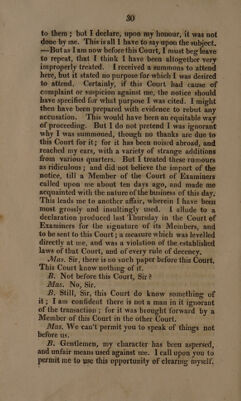 30
to them; but I declare, upon my honour, it was not
done by me. This is all I have to say upon the subject.
—But as I am now before this Court, I must beg leave
to repeat, that I think I have been altogether very
improperly treated. I received a summons to attend
here, but it stated no purpose for which I was desired
to attend. Certainly, if this Court had cause of
complaint or suspicion against me, the notice should
have specified for what purpose I was cited. I might
then have been prepared with evidence to rebut any
accusation. This would have been an equitable way
of proceeding. But I do not pretend I was ignorant
why I was summoned, though no thanks are due to
this Court for it; for it has been noised abroad, and
reached my ears, with a variety of strange additions
from various quarters. But I treated these rumours
as ridiculous; and did not believe the import of the
notice, till a Member of the Court of Examiners
called upon me about ten days ago, and made me
acquainted with the nature of the business of this day.
This leads me to another affair, wherein I have been
most grossly and insultingly used. I allude to a
declaration produced last Thursday in the Court of
Examiners for the signature of its Members, and
to be sent to this Court; a measure which was levelled
directly at me, and was a violation of the established
laws of that Court, and of every rule of decency.
Mas. Sir, there is no such paper before this Court.
This Court know nothing of it.
B. Not before this Court, Sir?
Mas. No, Sir.
B. Still, Sir, this Court do know something of
it; I am confident there is not a man in it ignorant
of the transaction; for it was brought forward by a
Member of this Court in the other Court.
Mas. We can't permit you to speak of things not
before us.
B. Gentlemen, my character has been aspersed,
and unfair means used against me. I call upon you to
permit me to use this opportunity of clearing myself.